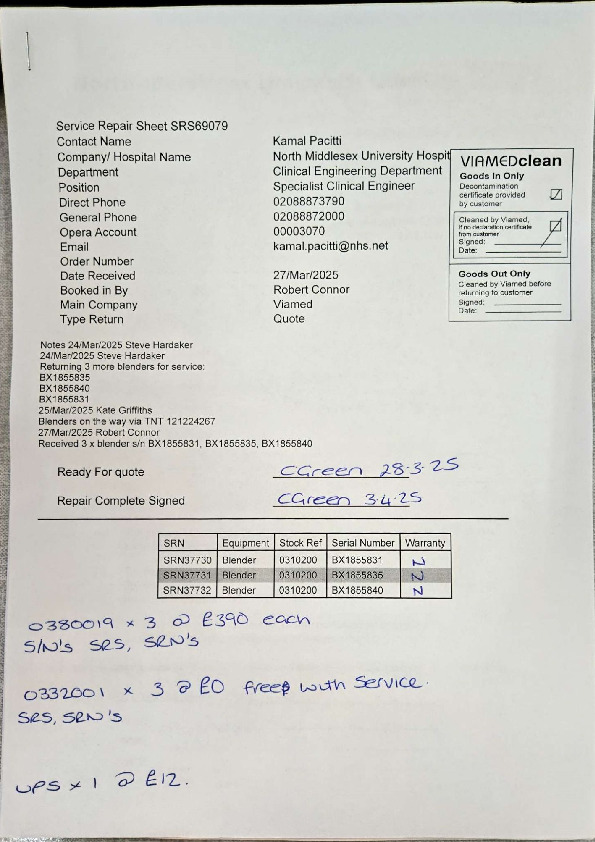 Service Repair Sheet SRS69079
Contact Name Kamal Pacitti
Company/ Hospital Name North Middlesex University Hospit
Department Clinical Engineering Department
Position Specialist Clinical Engineer
Direct Phone 02088873790
General Phone 02088872000
Opera Account 00003070
Email kamal.pacitti@nhs.net
Order Number
Date Received 27/Mar/2025
Booked in By Robert Connor
Main Company Viamed
Type Return Quote
VIAMEDclean
Goods In Only
Decontamination
certificate provided
by customer
Cleaned by Viamed,
if no declaration certificate
from customer
Signed:
Date:
Goods Out Only
Cleaned by Viamed before
returning to customer
Signed:
Date:
Notes 24/Mar/2025 Steve Hardaker
24/Mar/2025 Steve Hardaker
Returning 3 more blenders for service:
BX1855835
BX1855840
BX1855831
25/Mar/2025 Kate Griffiths
Blenders on the way via TNT 121224267
27/Mar/2025 Robert Connor
Received 3 x blender s/n BX1855831, BX1855835, BX1855840
Ready For quote CGreen 28·3·25
Repair Complete Signed CGreen 3·4·25
SRN Equipment Stock Ref Serial Number Warranty
SRN37730 Blender 0310200 BX1855831 N
SRN37731 Blender 0310200 BX1855835 N
SRN37732 Blender 0310200 BX1855840 N
0380019 x 3 @ £390 each
S/N's SRS, SRN's
0332001 x 3 @ £0 free with Service.
SRS, SRN's
UPS x 1 @ £12.